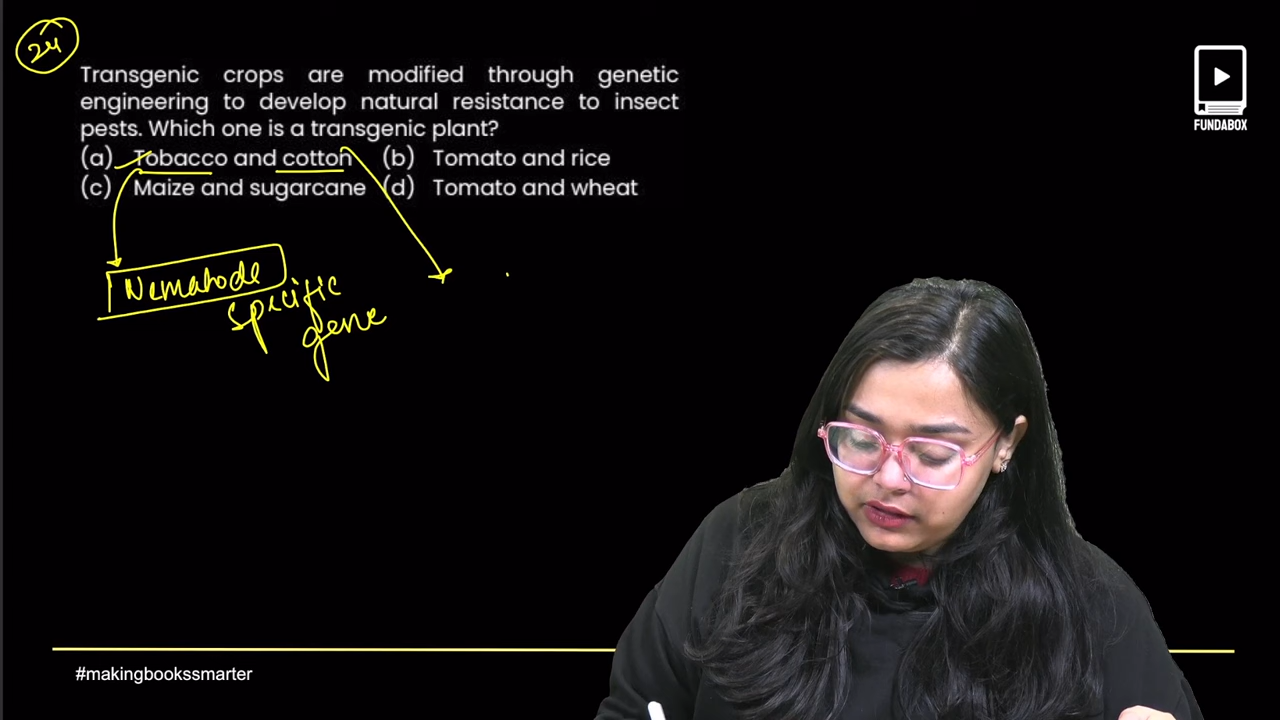 24
Transgenic crops are modified through genetic
engineering to develop natural resistance to insect
pests. Which one is a transgenic plant?
(a) Tobacco and cotton (b) Tomato and rice
(c) Maize and sugarcane (d) Tomato and wheat
Nematode
specific
gene
FUNDABOX
#makingbookssmarter